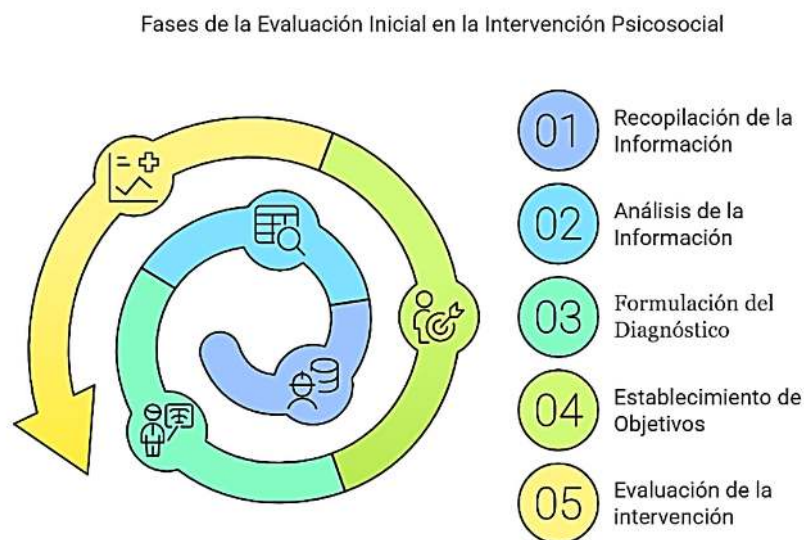 Fases de la Evaluación Inicial en la Intervención Psicosocial
01
Recopilación de la
Información
02
Análisis de la
Información
03
Formulación del
Diagnóstico
04
Establecimiento de
Objetivos
05
Evaluación de la
intervención